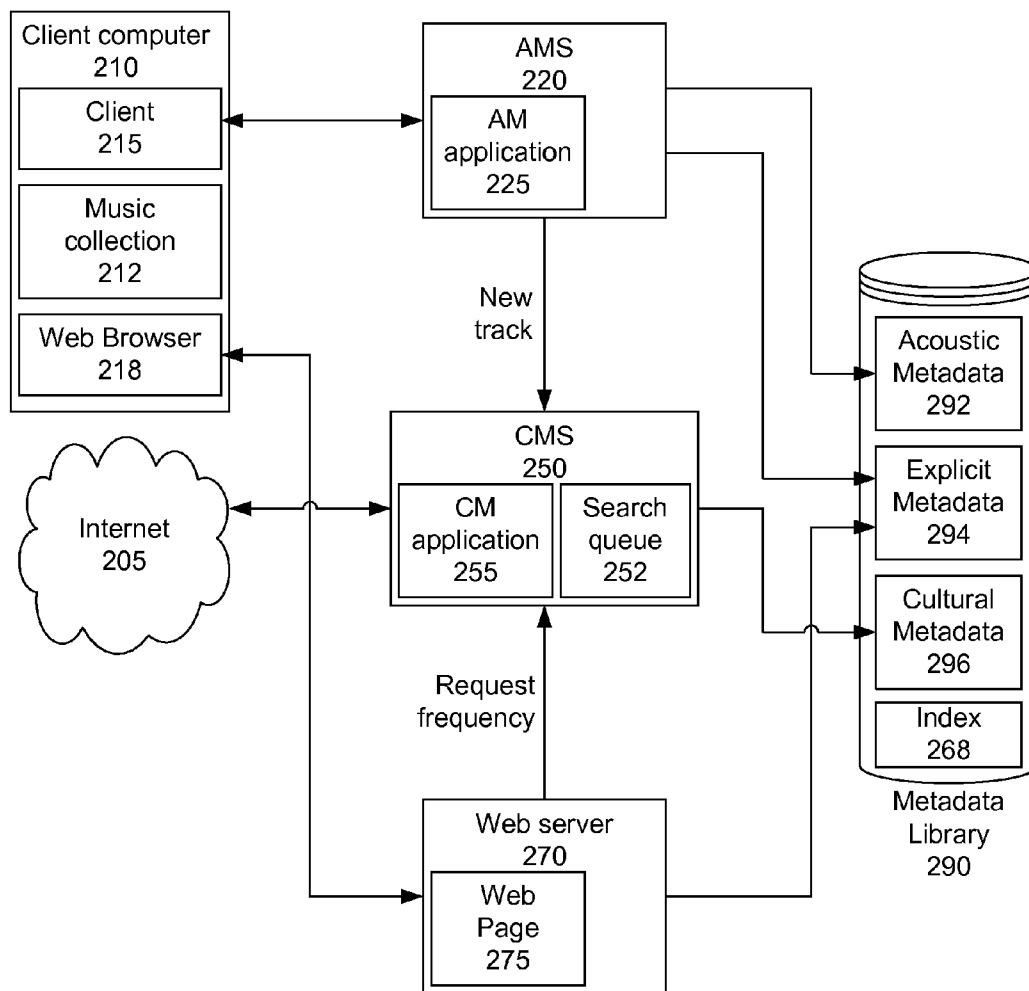 Client computer
210
Client
215
Music
collection
212
Web Browser
218
Internet
205
AMS
220
AM
application
225
New
track
CMS
250
CM
application
255
Search
queue
252
Request
frequency
Web server
270
Web
Page
275
Acoustic
Metadata
292
Explicit
Metadata
294
Cultural
Metadata
296
Index
268
Metadata
Library
290